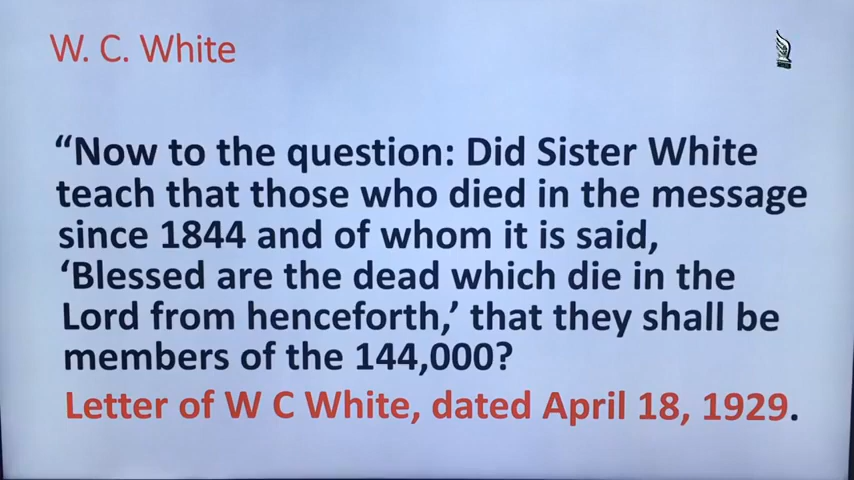 W. C. White
“Now to the question: Did Sister White
teach that those who died in the message
since 1844 and of whom it is said,
‘Blessed are the dead which die in the
Lord from henceforth,’ that they shall be
members of the 144,000?
Letter of W C White, dated April 18, 1929.